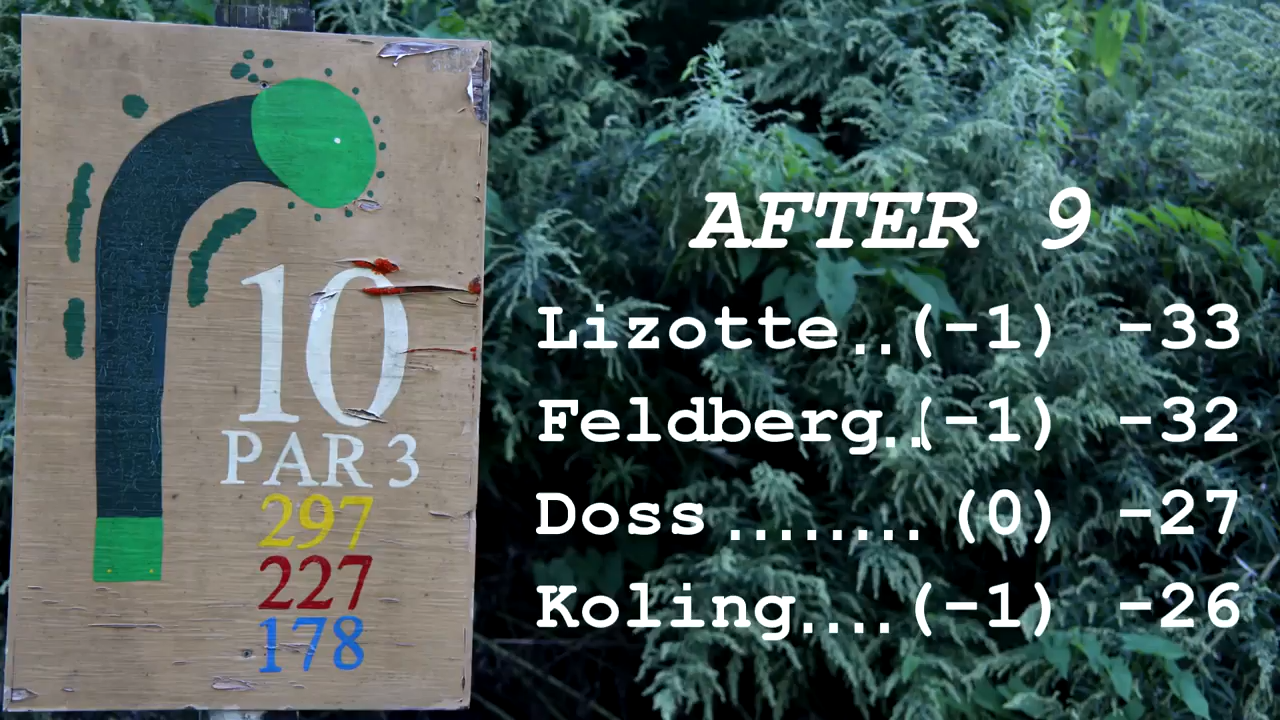 10
PAR 3
297
227
178
AFTER 9
Lizotte..(-1) -33
Feldberg..(-1) -32
Doss ........ (0) -27
Koling....(-1) -26